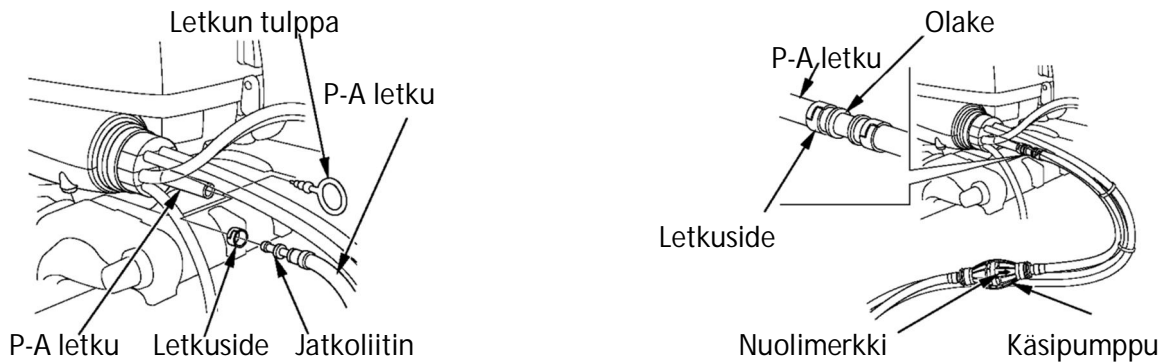 Letkun tulppa
P-A letku
P-A letku
Letkuside
Jatkoliitin
Olake
P-A letku
Letkuside
Nuolimerkki
Käsipumppu